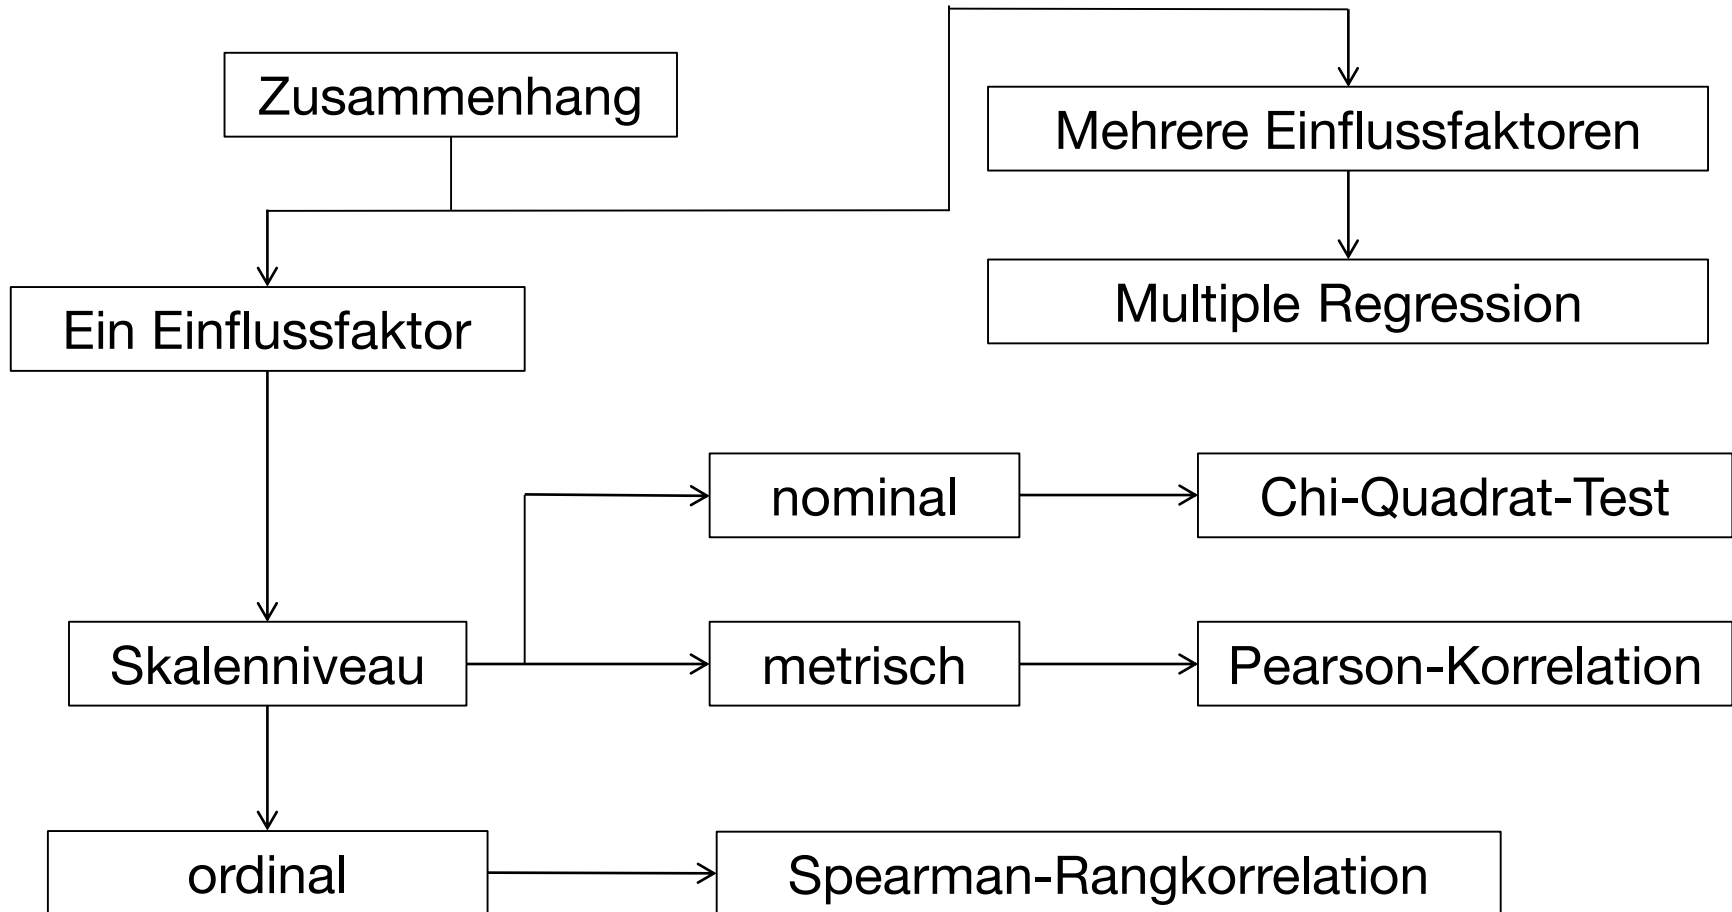 Zusammenhang
Mehrere Einflussfaktoren
Multiple Regression
Ein Einflussfaktor
nominal
Chi-Quadrat-Test
Skalenniveau
metrisch
Pearson-Korrelation
ordinal
Spearman-Rangkorrelation